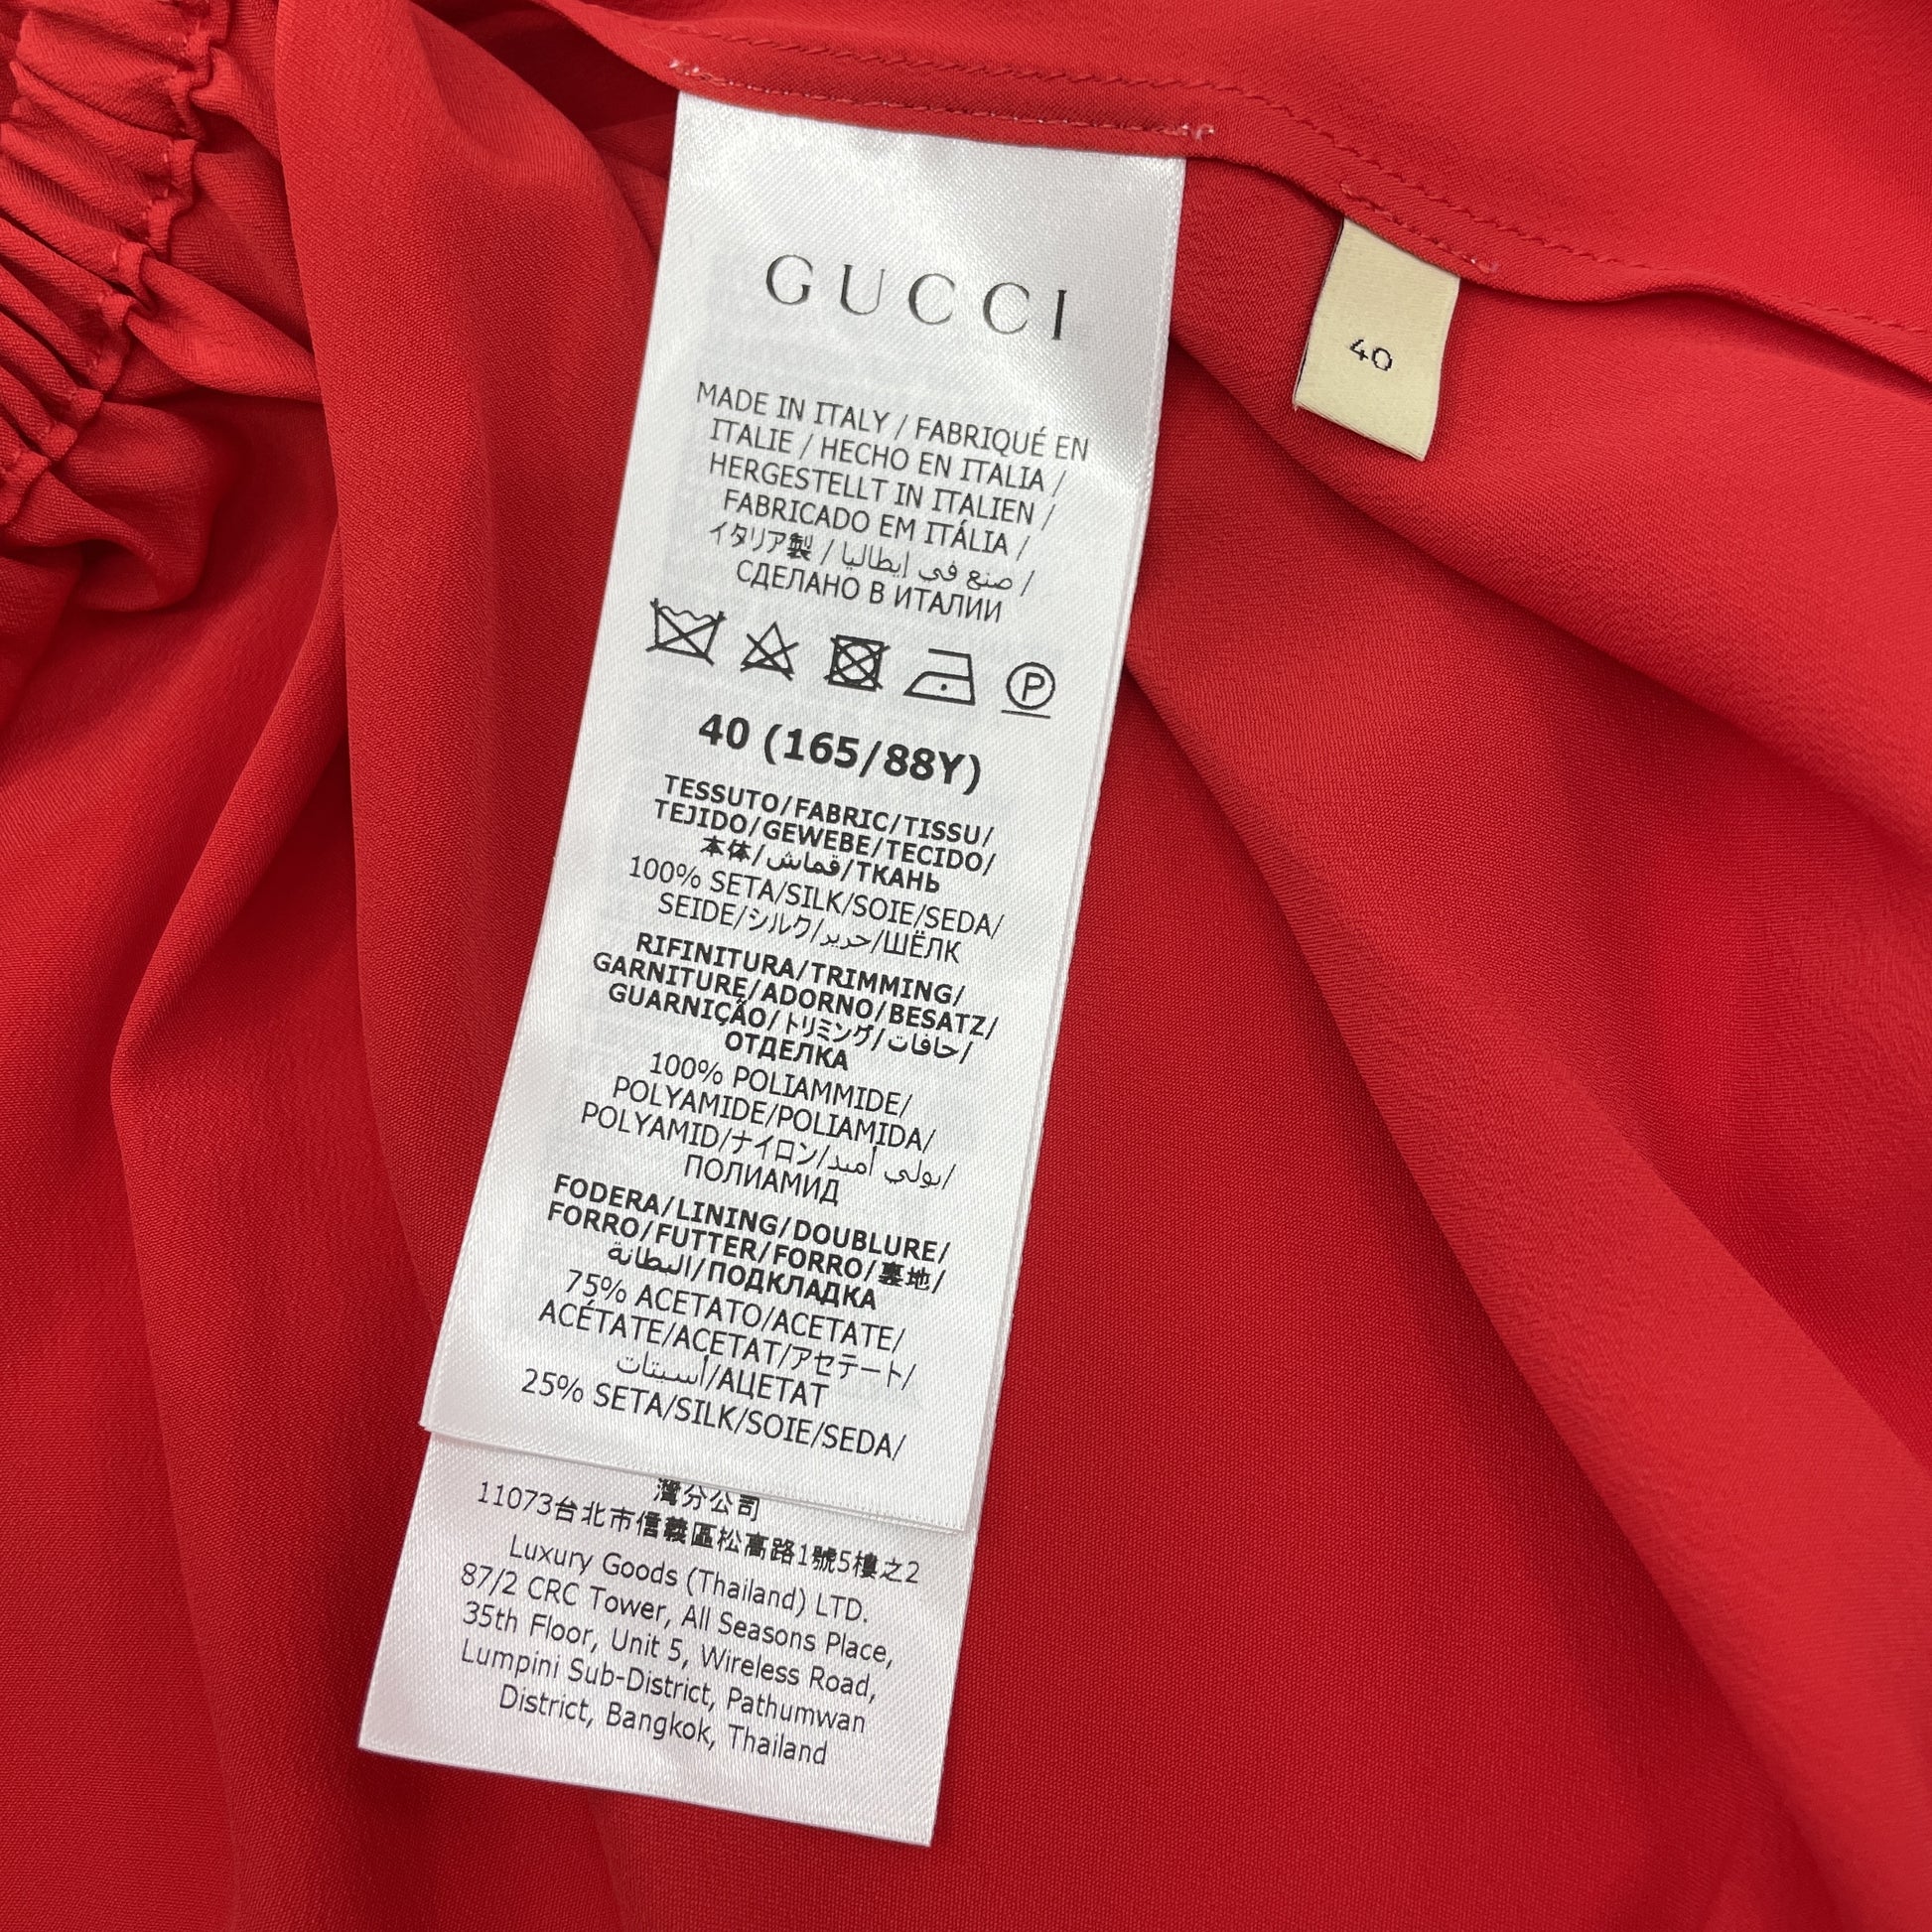 GUCCI
MADE IN ITALY / FABRIQUÉ EN
ITALIE / HECHO EN ITALIA /
HERGESTELLT IN ITALIEN /
FABRICADO EM ITÁLIA /
イタリア製 / صنع في إيطاليا /
СДЕЛАНО В ИТАЛИИ
P
40 (165/88Y)
TESSUTO/FABRIC/TISSU/
TEJIDO/GEWEBE/TECIDO/
本体/قماش/ТКАНЬ
100% SETA/SILK/SOIE/SEDA/
SEIDE/シルク/حرير/ШЁЛК
RIFINITURA/TRIMMING/
GARNITURE/ADORNO/BESATZ/
GUARNIÇÃO/トリミング/حافات/
ОТДЕЛКА
100% POLIAMMIDE/
POLYAMIDE/POLIAMIDA/
POLYAMID/ナイロン/بولي أميد/
ПОЛИАМИД
FODERA/LINING/DOUBLURE/
FORRO/FUTTER/FORRO/裏地/
البطانة/ПОДКЛАДКА
75% ACETATO/ACETATE/
ACÉTATE/ACETAT/アセテート/
أسيتات/АЦЕТАТ
25% SETA/SILK/SOIE/SEDA/
灣分公司
11073台北市信義區松高路1號5樓之2
Luxury Goods (Thailand) LTD.
87/2 CRC Tower, All Seasons Place,
35th Floor, Unit 5, Wireless Road,
Lumpini Sub-District, Pathumwan
District, Bangkok, Thailand
40